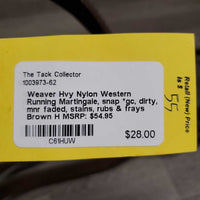 The Tack Collector
1003973-62
Weaver Hvy Nylon Western
Running Martingale, snap *gc, dirty,
mnr faded, stains, rubs & frays
Brown H MSRP: $54.95
C61HUW
$28.00
Retail (New) Price
is $
55